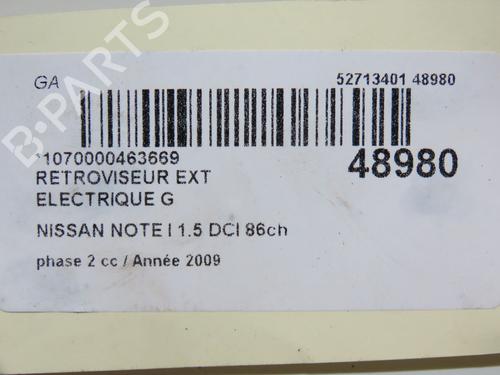 GA
52713401 48980
*1070000463669
48980
RETROVISEUR EXT
ELECTRIQUE G
NISSAN NOTE I 1.5 DCI 86ch
phase 2 cc / Année 2009
B-PARTS